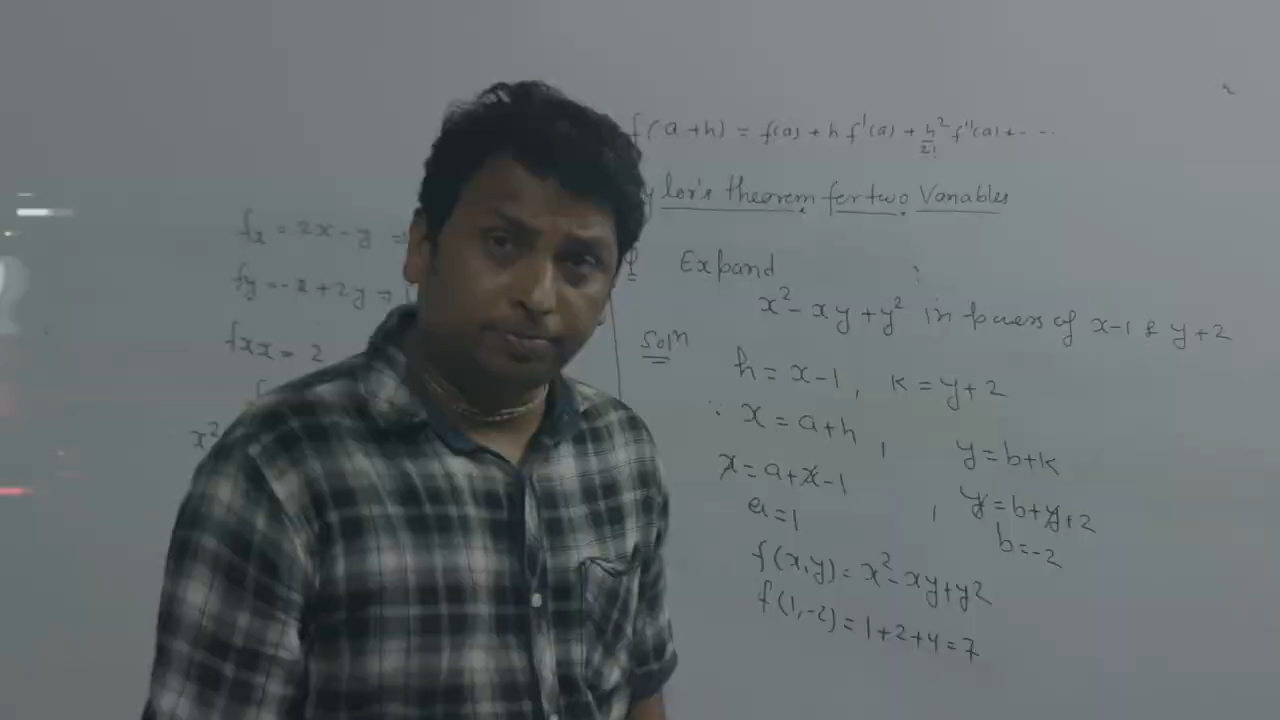 f(a+h) = f(a) + h f'(a) + h²/2! f''(a) + - - -
lor's theorem for two Variables
Q Expand
x² - xy + y² in powers of x-1 & y+2
Soln
h = x-1, k = y+2
∵ x = a+h, y = b+k
x = a+x-1, y = b+y+2
a = 1
b = -2
f(x,y) = x² - xy + y²
f(1,-2) = 1+2+4 = 7
fx = 2x - y =
fy = -x + 2y =
fxx = 2
x²